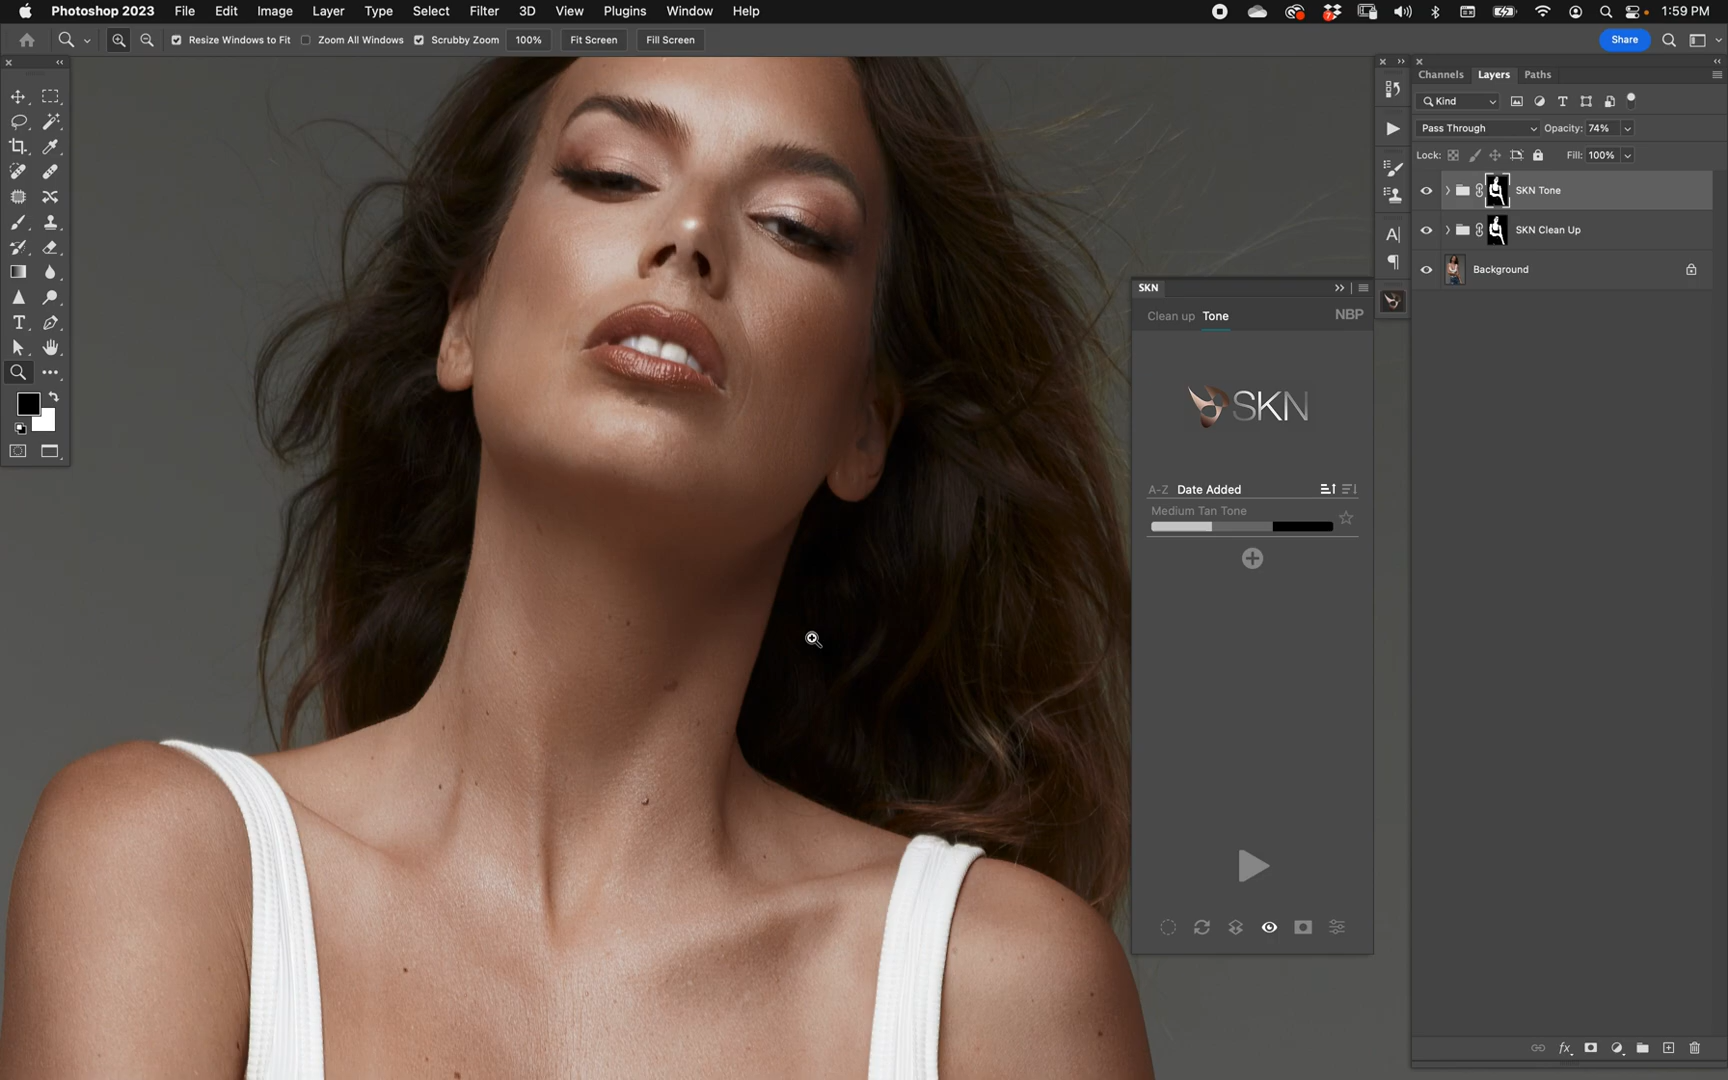 Photoshop 2023 File Edit Image Layer Type Select Filter 3D View Plugins Window Help 1:59 PM
Resize Windows to Fit Zoom All Windows Scrubby Zoom 100% Fit Screen Fill Screen Share
Channels Layers Paths
Kind
Pass Through Opacity: 74%
Lock: Fill: 100%
SKN Tone
SKN Clean Up
Background
SKN
Clean up Tone NBP
SKN
A-Z Date Added
Medium Tan Tone